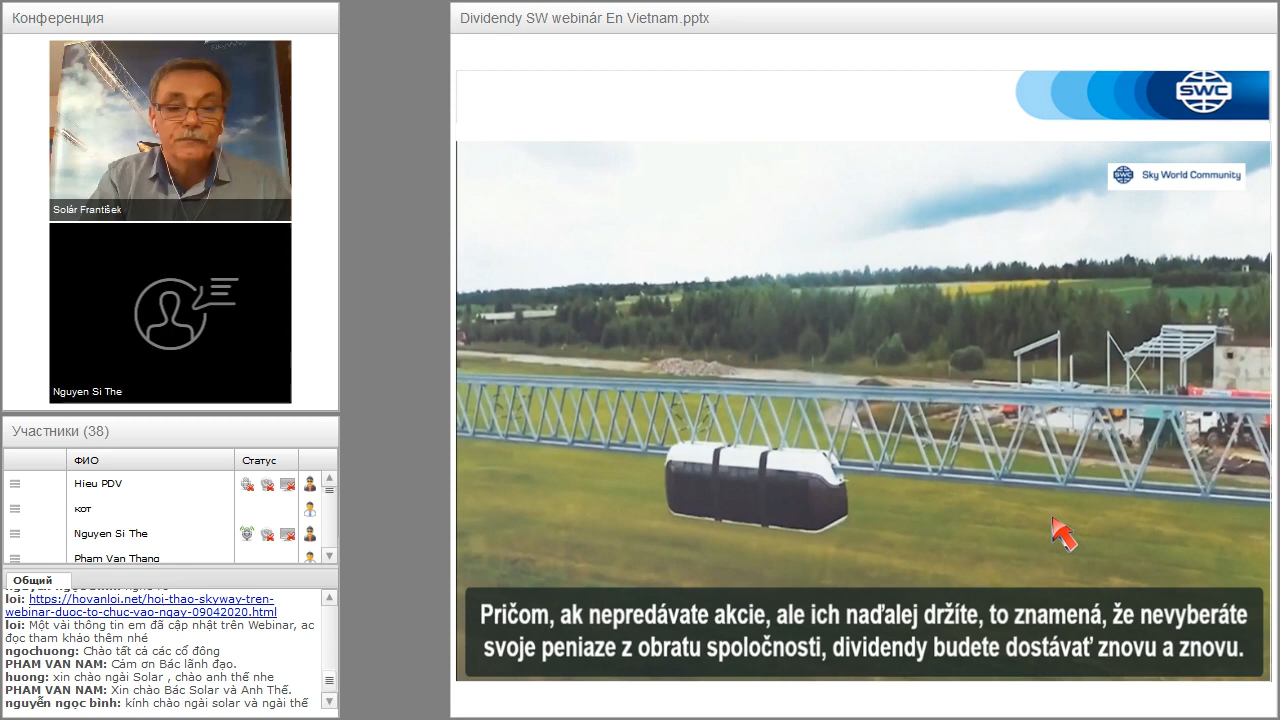 Конференция
Solár František
Nguyen Si The
Участники (38)
ФИО
Статус
Hieu PDV
кот
Nguyen Si The
Pham Van Thang
Общий
loi: https://hovanloi.net/hoi-thao-skyway-tren-
webinar-duoc-to-chuc-vao-ngay-09042020.html
loi: Một vài thông tin em đã cập nhật trên Webinar, ac
đọc tham khảo thêm nhé
ngochuong: Chào tất cả các cổ đông
PHAM VAN NAM: Cảm ơn Bác lãnh đạo.
huong: xin chào ngài Solar , chào anh thế nhe
PHAM VAN NAM: Xin chào Bác Solar và Anh Thế.
nguyễn ngọc bình: kính chào ngài solar và ngài thế
Dividendy SW webinár En Vietnam.pptx
SWC
SWC Sky World Community
Pričom, ak nepredávate akcie, ale ich naďalej držíte, to znamená, že nevyberáte
svoje peniaze z obratu spoločnosti, dividendy budete dostávať znovu a znovu.